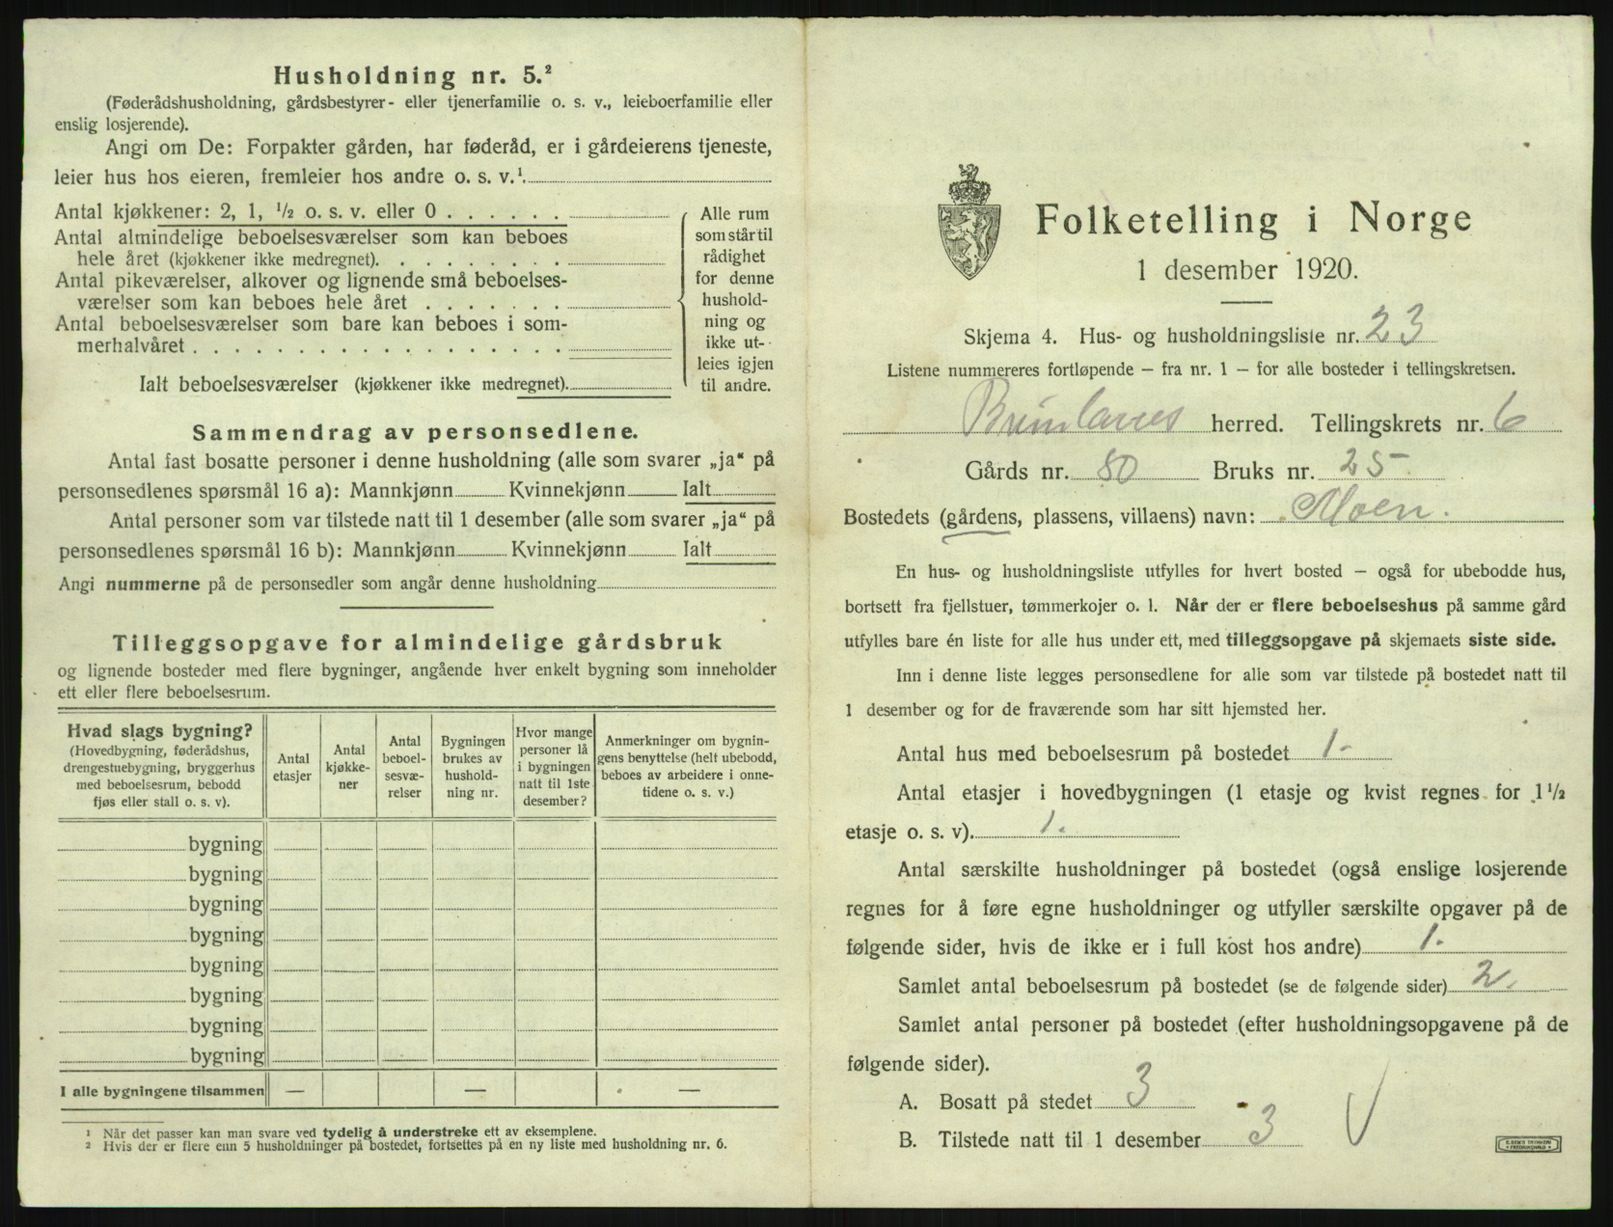 Husholdning nr. 5.²
(Føderådshusholdning, gårdsbestyrer- eller tjenerfamilie o. s. v., leieboerfamilie eller
enslig losjerende).
Angi om De: Forpakter gården, har føderåd, er i gårdeierens tjeneste,
leier hus hos eieren, fremleier hos andre o. s. v.¹.
Antal kjøkkener: 2, 1, ½ o. s. v. eller 0 . . . . . .
Antal almindelige beboelsesværelser som kan beboes
hele året (kjøkkener ikke medregnet). . . . . . . . .
Antal pikeværelser, alkover og lignende små beboelses-
værelser som kan beboes hele året . . . . . . .
Antal beboelsesværelser som bare kan beboes i som-
merhalvåret . . . . . . . . . . . . . . . . . .
Ialt beboelsesværelser (kjøkkener ikke medregnet).
Alle rum
som står til
rådighet
for denne
hushold-
ning og
ikke ut-
leies igjen
til andre.
Sammendrag av personsedlene.
Antal fast bosatte personer i denne husholdning (alle som svarer „ja" på
personsedlenes spørsmål 16 a): Mannkjønn Kvinnekjønn Ialt
Antal personer som var tilstede natt til 1 desember (alle som svarer „ja" på
personsedlenes spørsmål 16 b): Mannkjønn Kvinnekjønn Ialt
Angi nummerne på de personsedler som angår denne husholdning
Tilleggsopgave for almindelige gårdsbruk
og lignende bosteder med flere bygninger, angående hver enkelt bygning som inneholder
ett eller flere beboelsesrum.
Hvad slags bygning?
(Hovedbygning, føderådshus,
drengestuebygning, bryggerhus
med beboelsesrum, bebodd
fjøs eller stall o. s. v).
Antal
etasjer
Antal
kjøkke-
ner
Antal
beboel-
sesvæ-
relser
Bygningen
brukes av
hushold-
ning nr.
Hvor mange
personer lå
i bygningen
natt til 1ste
desember?
Anmerkninger om bygnin-
gens benyttelse (helt ubebodd,
beboes av arbeidere i onne-
tidene o. s. v.)
bygning
bygning
bygning
bygning
bygning
bygning
bygning
bygning
I alle bygningene tilsammen — — —
¹ Når det passer kan man svare ved tydelig å understreke ett av eksemplene.
² Hvis der er flere enn 5 husholdninger på bostedet, fortsettes på en ny liste med husholdning nr. 6.
Folketelling i Norge
1 desember 1920.
Skjema 4. Hus- og husholdningsliste nr. 23
Listene nummereres fortløpende — fra nr. 1 — for alle bosteder i tellingskretsen.
Brunlanes herred. Tellingskrets nr. 6
Gårds nr. 80 Bruks nr. 25
Bostedets (gårdens, plassens, villaens) navn: Moen.
En hus- og husholdningsliste utfylles for hvert bosted — også for ubebodde hus,
bortsett fra fjellstuer, tømmerkojer o. l. Når der er flere beboelseshus på samme gård
utfylles bare én liste for alle hus under ett, med tilleggsopgave på skjemaets siste side.
Inn i denne liste legges personsedlene for alle som var tilstede på bostedet natt til
1 desember og for de fraværende som har sitt hjemsted her.
Antal hus med beboelsesrum på bostedet 1.
Antal etasjer i hovedbygningen (1 etasje og kvist regnes for 1½
etasje o. s. v). 1.
Antal særskilte husholdninger på bostedet (også enslige losjerende
regnes for å føre egne husholdninger og utfyller særskilte opgaver på de
følgende sider, hvis de ikke er i full kost hos andre) 1.
Samlet antal beboelsesrum på bostedet (se de følgende sider) 2.
Samlet antal personer på bostedet (efter husholdningsopgavene på de
følgende sider).
A. Bosatt på stedet 3
B. Tilstede natt til 1 desember 3